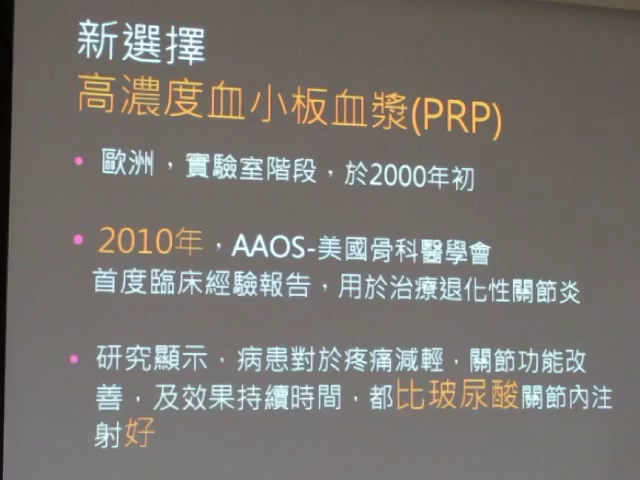 新選擇
高濃度血小板血漿(PRP)
• 歐洲，實驗室階段，於2000年初
• 2010年，AAOS-美國骨科醫學會
首度臨床經驗報告，用於治療退化性關節炎
• 研究顯示，病患對於疼痛減輕，關節功能改
善，及效果持續時間，都比玻尿酸關節內注
射好